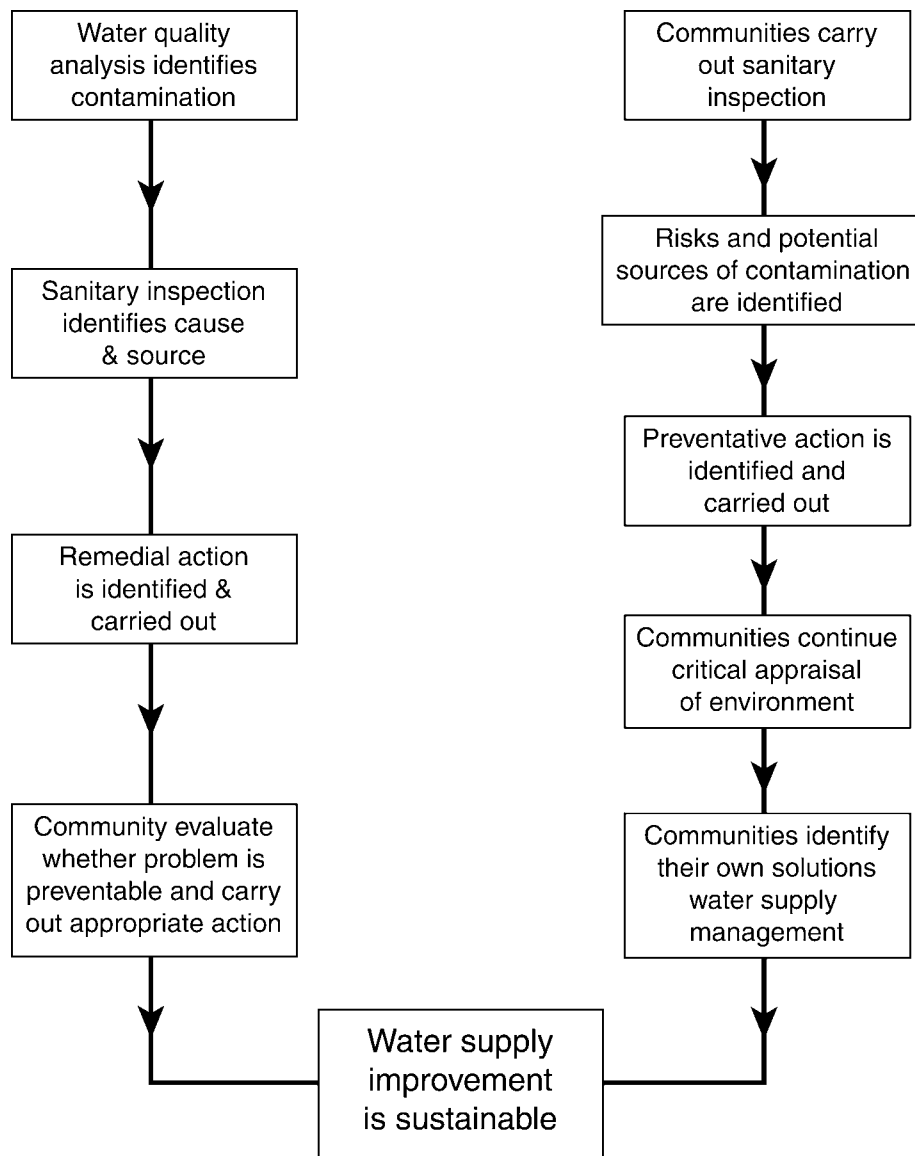 Water quality
analysis identifies
contamination
Sanitary inspection
identifies cause
& source
Remedial action
is identified &
carried out
Community evaluate
whether problem is
preventable and carry
out appropriate action
Communities carry
out sanitary
inspection
Risks and potential
sources of contamination
are identified
Preventative action is
identified and
carried out
Communities continue
critical appraisal
of environment
Communities identify
their own solutions
water supply
management
Water supply
improvement
is sustainable